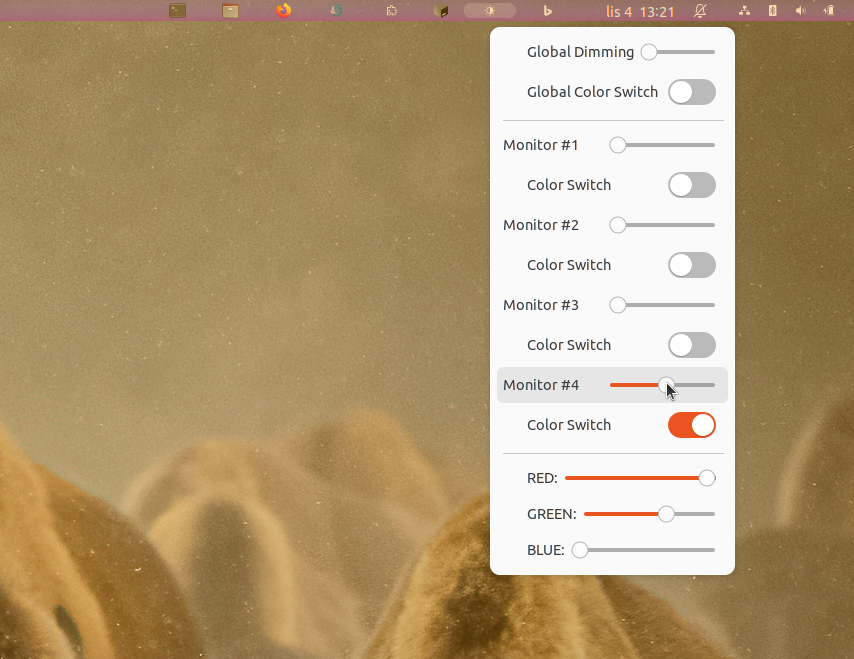 lis 4 13:21
Global Dimming
Global Color Switch
Monitor #1
Color Switch
Monitor #2
Color Switch
Monitor #3
Color Switch
Monitor #4
Color Switch
RED:
GREEN:
BLUE: